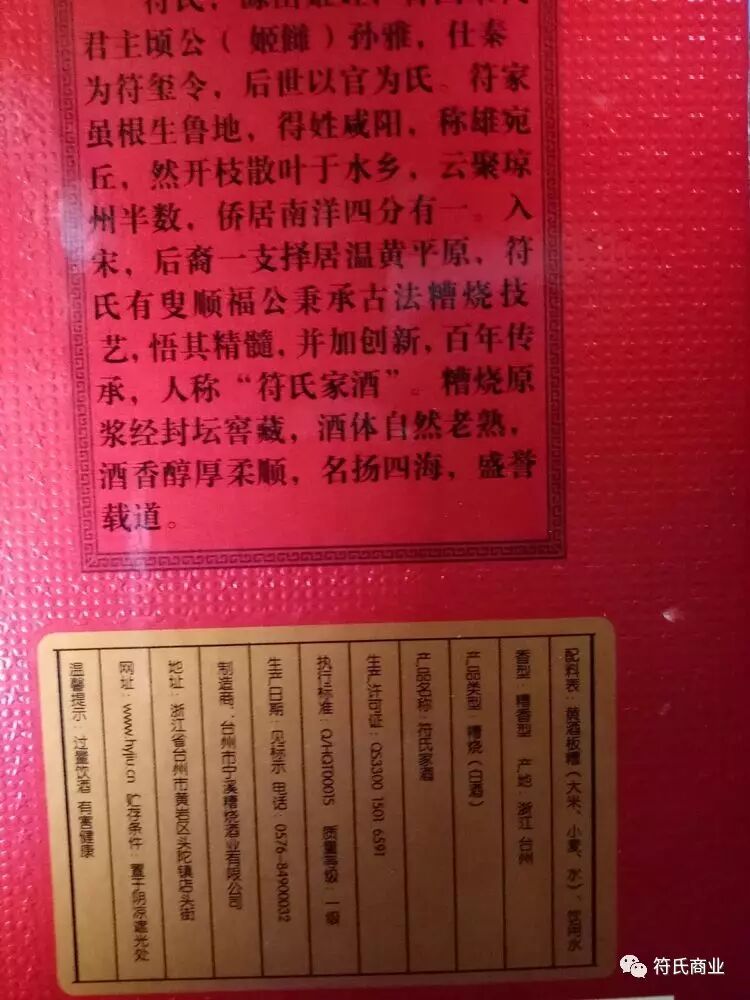 符氏，源出姬姓，
君主顷公（姬雠）孙雅，仕秦
为符玺令，后世以官为氏。符家
虽根生鲁地，得姓咸阳，称雄宛
丘，然开枝散叶于水乡，云聚琼
州半数，侨居南洋四分有一。入
宋，后裔一支择居温黄平原，符
氏有叟顺福公秉承古法糟烧技
艺，悟其精髓，并加创新，百年传
承，人称“符氏家酒”。糟烧原
浆经封坛窖藏，酒体自然老熟，
酒香醇厚柔顺，名扬四海，盛誉
载道。
配料表：黄酒板糟（大米、小麦、水）、饮用水
香型：糟香型 产地：浙江 台州
产品类型：糟烧（白酒）
产品名称：符氏家酒
生产许可证：QS3300 1501 6591
执行标准：Q/HQT0001S 质量等级：一级
生产日期：见标示 电话：0576-84900032
制造商：台州市宁溪糟烧酒业有限公司
地址：浙江省台州市黄岩区头陀镇店头街
网址：www.hyjiu.cn 贮存条件：置于阴凉避光处
温馨提示：过量饮酒 有害健康
符氏商业